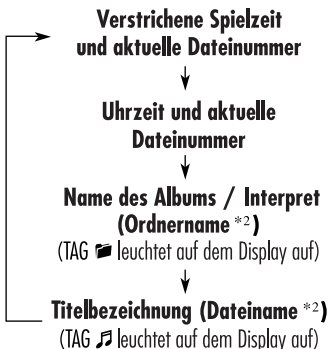 Verstrichene Spielzeit
und aktuelle Dateinummer
Uhrzeit und aktuelle
Dateinummer
Name des Albums / Interpret
(Ordnername *2)
(TAG leuchtet auf dem Display auf)
Titelbezeichnung (Dateiname *2)
(TAG leuchtet auf dem Display auf)